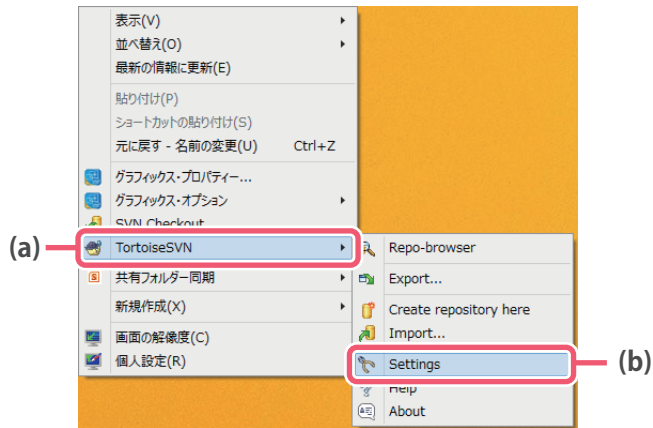 表示(V)
並べ替え(O)
最新の情報に更新(E)
貼り付け(P)
ショートカットの貼り付け(S)
元に戻す - 名前の変更(U) Ctrl+Z
グラフィックス・プロパティー...
グラフィックス・オプション
SVN Checkout
(a)
TortoiseSVN
共有フォルダー同期
新規作成(X)
画面の解像度(C)
個人設定(R)
Repo-browser
Export...
Create repository here
Import...
Settings
(b)
Help
About